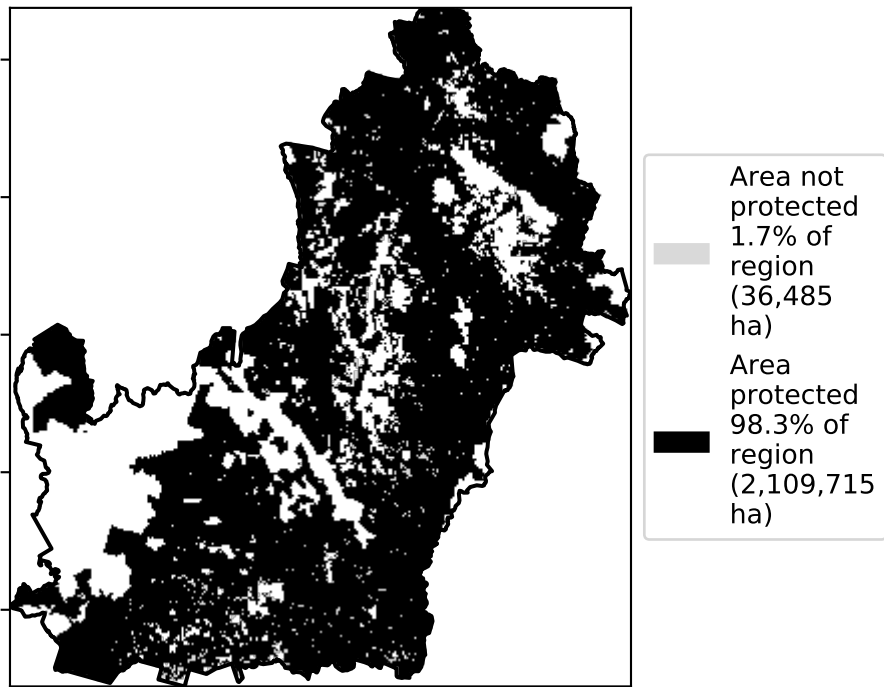 Area not
protected
1.7% of
region
(36,485
ha)
Area
protected
98.3% of
region
(2,109,715
ha)